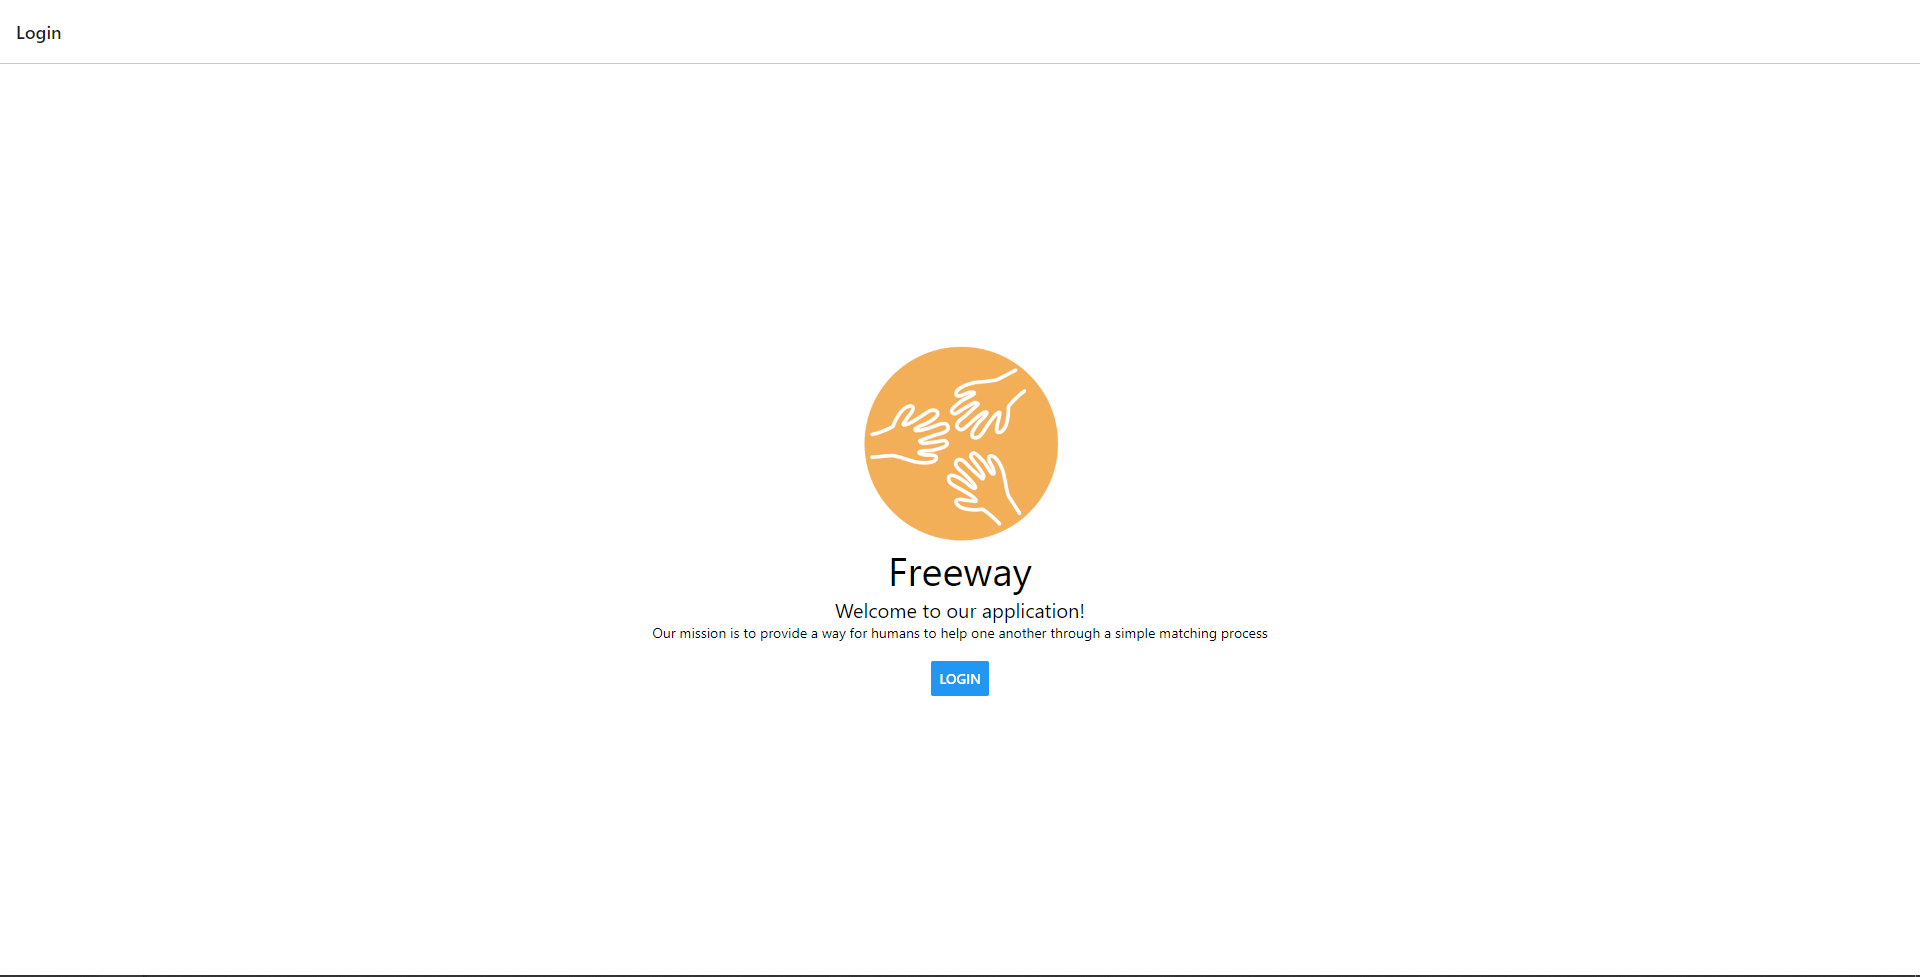 Login
Freeway
Welcome to our application!
Our mission is to provide a way for humans to help one another through a simple matching process
LOGIN